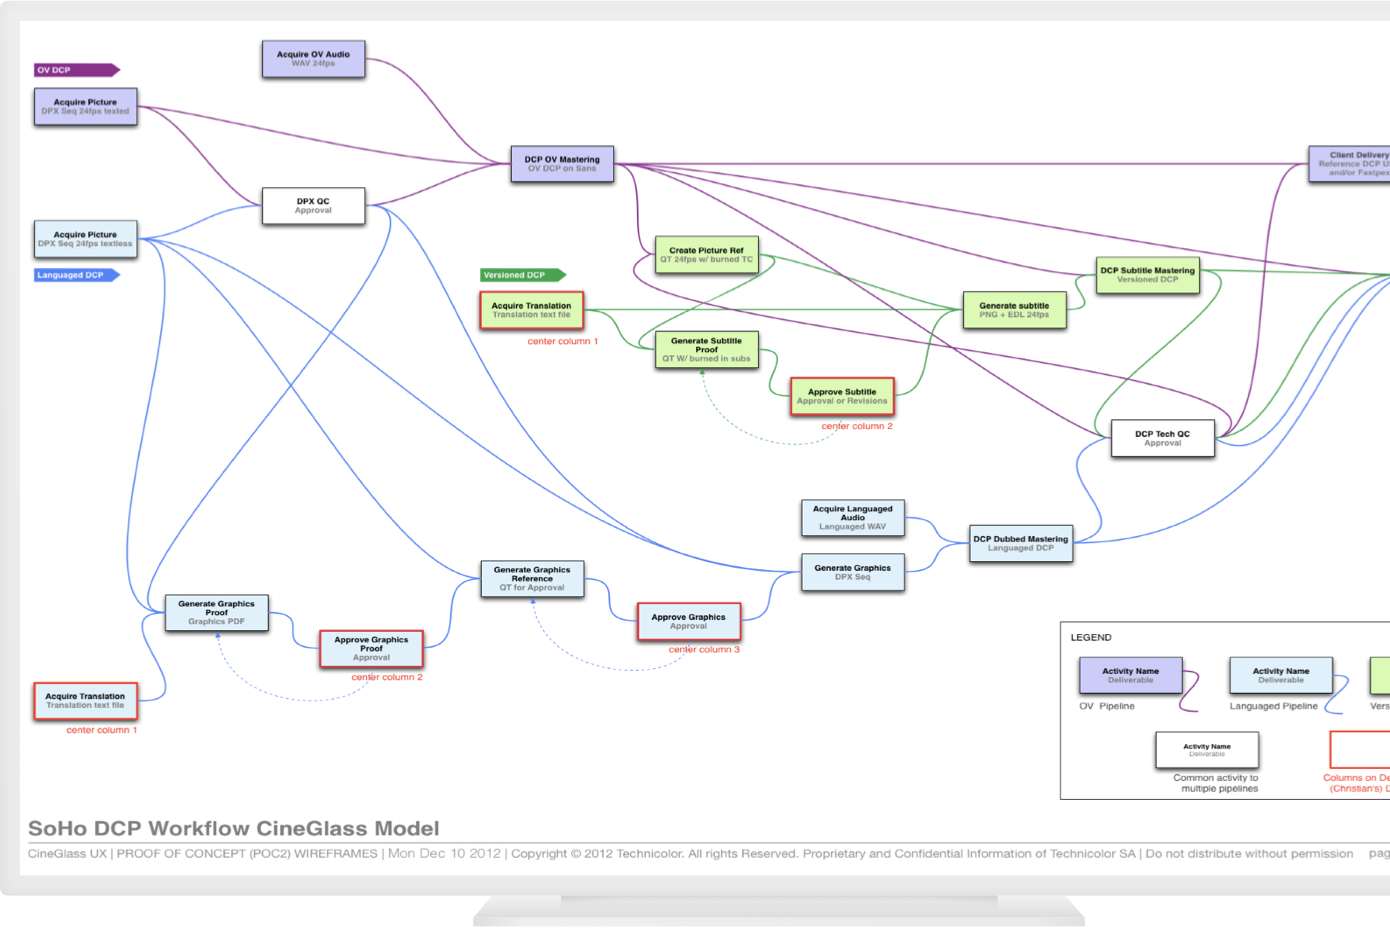 OV DCP
Acquire OV Audio
WAV 24fps
Acquire Picture
DPX Seq 24fps texted
DCP OV Mastering
OV DCP on Sans
Client Delivery
Reference DCP U
and/or Fastpe
DPX QC
Approval
Acquire Picture
DPX Seq 24fps textless
Languaged DCP
Create Picture Ref
QT 24fps w/ burned TC
Versioned DCP
DCP Subtitle Mastering
Versioned DCP
Acquire Translation
Translation text file
center column 1
Generate subtitle
PNG + EDL 24fps
Generate Subtitle
Proof
QT W/ burned in subs
Approve Subtitle
Approval or Revisions
center column 2
DCP Tech QC
Approval
Acquire Languaged
Audio
Languaged WAV
DCP Dubbed Mastering
Languaged DCP
Generate Graphics
DPX Seq
Generate Graphics
Reference
QT for Approval
Generate Graphics
Proof
Graphics PDF
Approve Graphics
Approval
center column 3
Approve Graphics
Proof
Approval
center column 2
Acquire Translation
Translation text file
center column 1
LEGEND
Activity Name
Deliverable
OV Pipeline
Activity Name
Deliverable
Languaged Pipeline
Vers
Activity Name
Deliverable
Common activity to
multiple pipelines
Columns on De
(Christian's) D
SoHo DCP Workflow CineGlass Model
CineGlass UX | PROOF OF CONCEPT (POC2) WIREFRAMES | Mon Dec 10 2012 | Copyright © 2012 Technicolor. All rights Reserved. Proprietary and Confidential Information of Technicolor SA | Do not distribute without permission pag